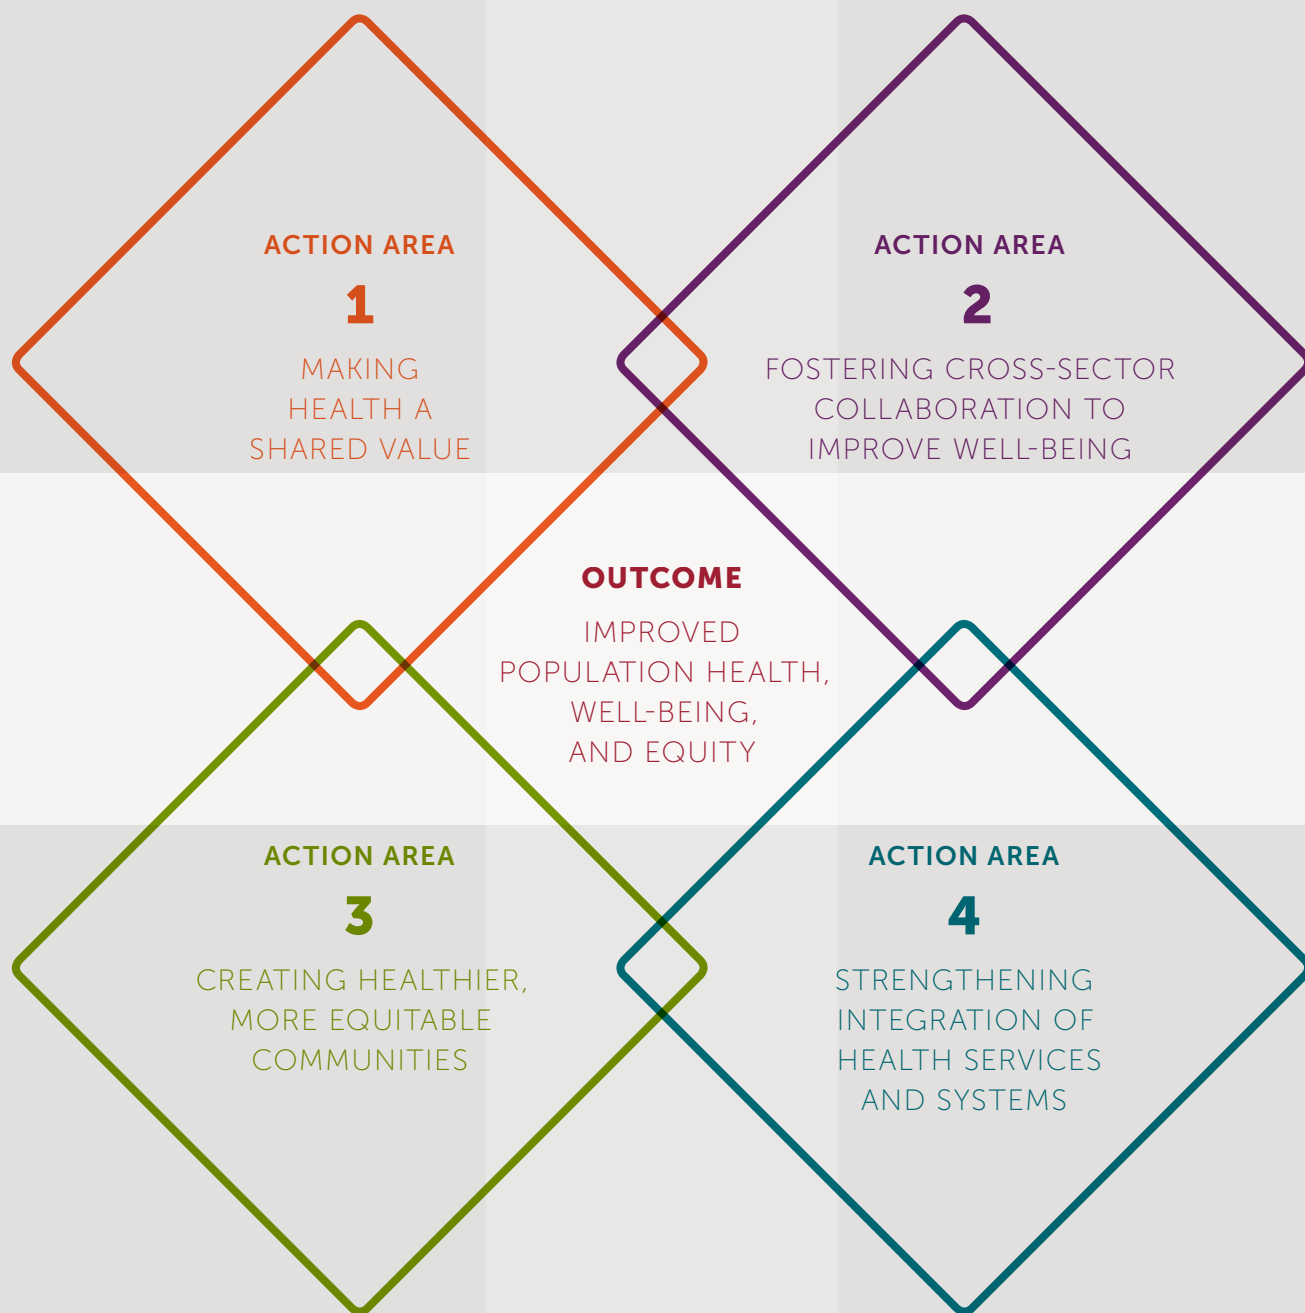 ACTION AREA
1
MAKING
HEALTH A
SHARED VALUE
ACTION AREA
2
FOSTERING CROSS-SECTOR
COLLABORATION TO
IMPROVE WELL-BEING
OUTCOME
IMPROVED
POPULATION HEALTH,
WELL-BEING,
AND EQUITY
ACTION AREA
3
CREATING HEALTHIER,
MORE EQUITABLE
COMMUNITIES
ACTION AREA
4
STRENGTHENING
INTEGRATION OF
HEALTH SERVICES
AND SYSTEMS